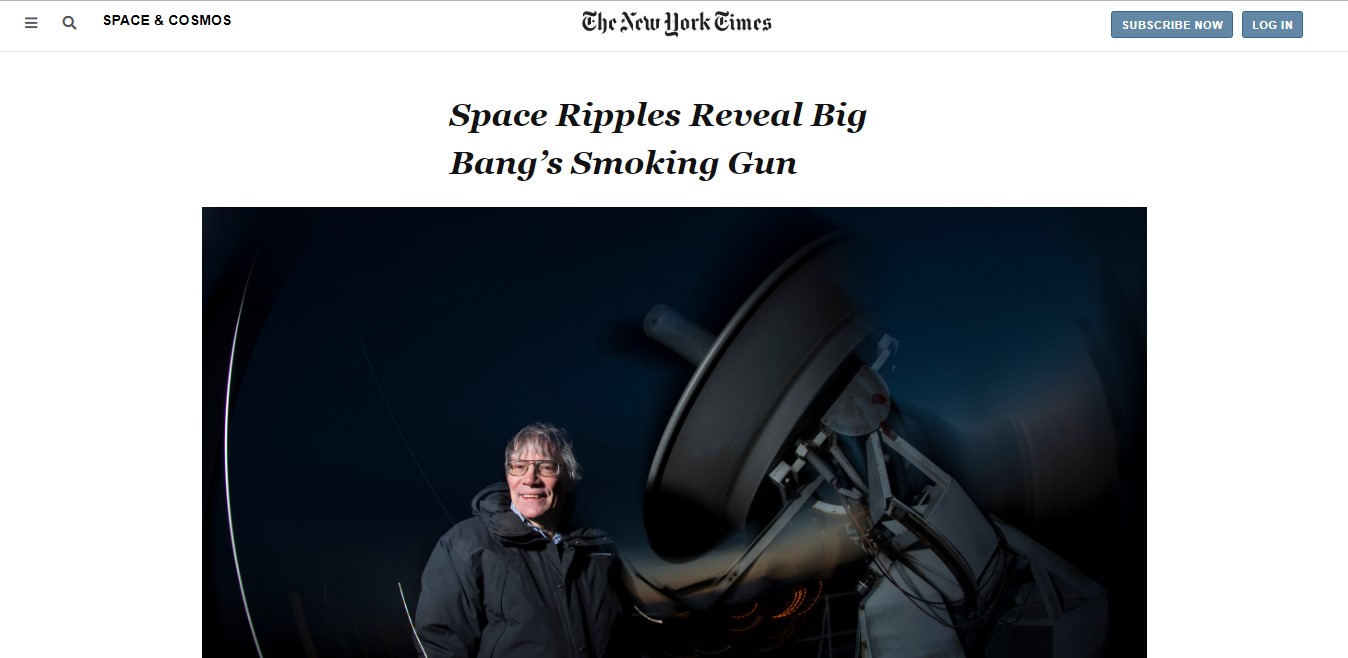 SPACE & COSMOS
The New York Times
SUBSCRIBE NOW
LOG IN
Space Ripples Reveal Big
Bang’s Smoking Gun